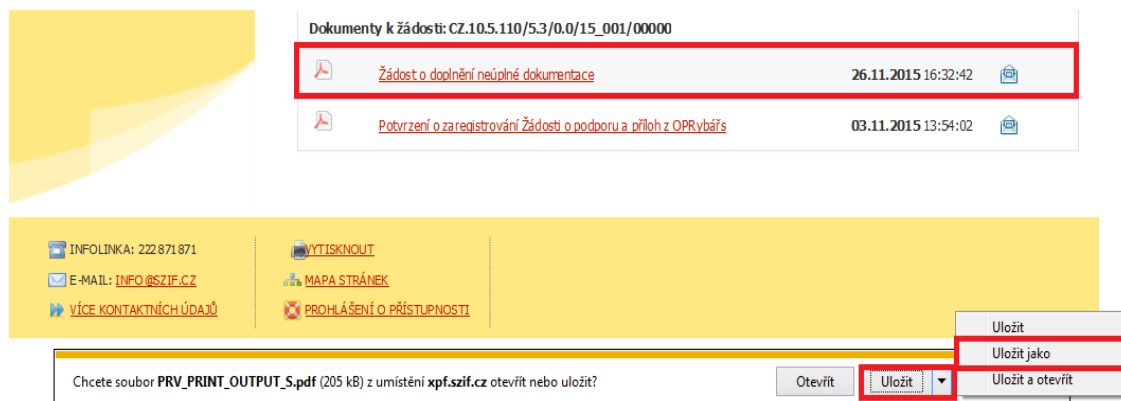 Dokumenty k žádosti: CZ.10.5.110/5.3/0.0/15_001/00000
Žádost o doplnění neúplné dokumentace 26.11.2015 16:32:42
Potvrzení o zaregistrování Žádosti o podporu a příloh z OPRybářs 03.11.2015 13:54:02
INFOLINKA: 222 871 871 VYTISKNOUT
E-MAIL: INFO@SZIF.CZ MAPA STRÁNEK
VÍCE KONTAKTNÍCH ÚDAJŮ PROHLÁŠENÍ O PŘÍSTUPNOSTI
Uložit
Uložit jako
Uložit a otevřít
Chcete soubor PRV_PRINT_OUTPUT_S.pdf (205 kB) z umístění xpf.szif.cz otevřít nebo uložit? Otevřít Uložit